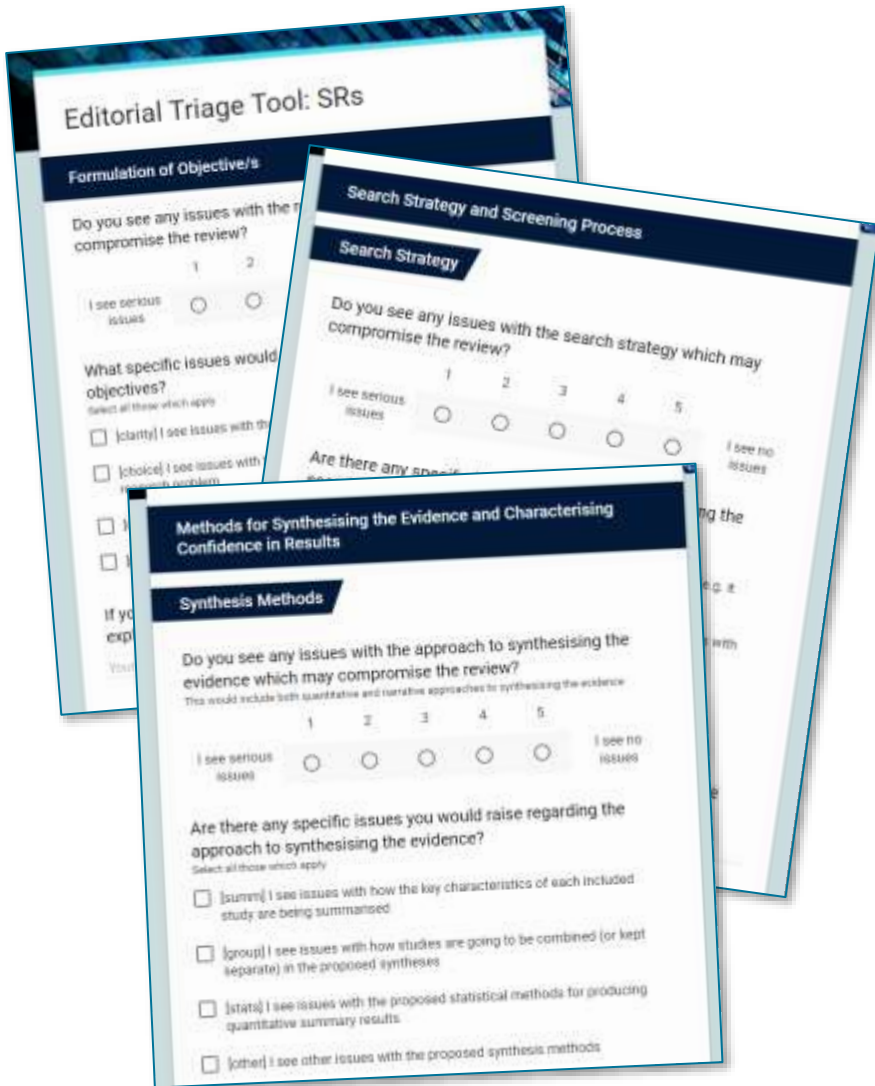 Editorial Triage Tool: SRs
Formulation of Objective/s
Do you see any issues with the r
compromise the review?
1 2
I see serious
issues
What specific issues would
objectives?
Select all those which apply
[clarity] I see issues with th
[choice] I see issues with
research problem
If yo
exp
Search Strategy and Screening Process
Search Strategy
Do you see any issues with the search strategy which may
compromise the review?
1 2 3 4 5
I see serious
issues
I see no
issues
Are there any
ng the
e.g. it
with
Methods for Synthesising the Evidence and Characterising
Confidence in Results
Synthesis Methods
Do you see any issues with the approach to synthesising the
evidence which may compromise the review?
This would include both quantitative and narrative approaches to synthesising the evidence
1 2 3 4 5
I see serious
issues
I see no
issues
Are there any specific issues you would raise regarding the
approach to synthesising the evidence?
Select all those which apply
[summ] I see issues with how the key characteristics of each included
study are being summarised
[group] I see issues with how studies are going to be combined (or kept
separate) in the proposed syntheses
[stats] I see issues with the proposed statistical methods for producing
quantitative summary results
[other] I see other issues with the proposed synthesis methods